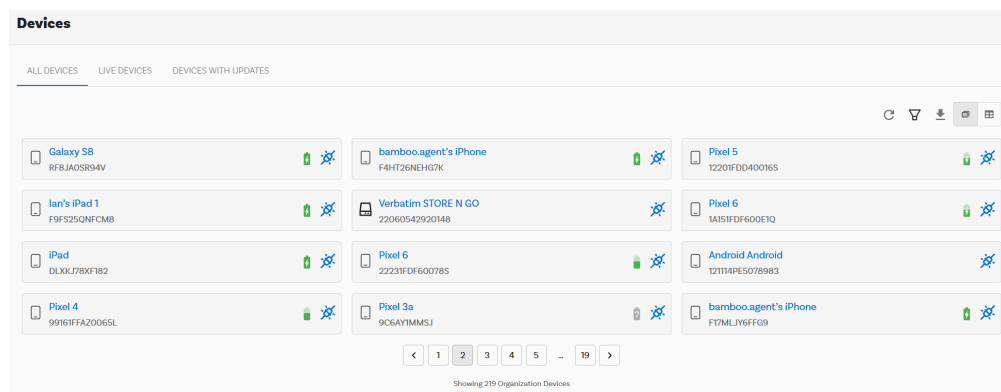 Devices
ALL DEVICES LIVE DEVICES DEVICES WITH UPDATES
Galaxy S8
RF8JA0SR94V
bamboo.agent's iPhone
F4HT26NEHG7K
Pixel 5
12201FDD40016S
Ian's iPad 1
F9FS25QNFCM8
Verbatim STORE N GO
22060542920148
Pixel 6
1A151FDF600E1Q
iPad
DLXKJ78XF182
Pixel 6
22231FDF60078S
Android Android
121114PE5078983
Pixel 4
99161FFAZ0065L
Pixel 3a
9C6AY1MMSJ
bamboo.agent's iPhone
F17MLJY6FFG9
1 2 3 4 5 … 19
Showing 219 Organization Devices